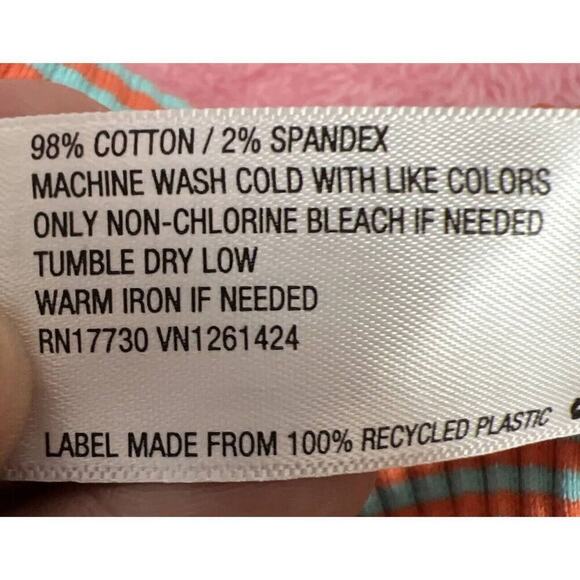 98% COTTON / 2% SPANDEX
MACHINE WASH COLD WITH LIKE COLORS
ONLY NON-CHLORINE BLEACH IF NEEDED
TUMBLE DRY LOW
WARM IRON IF NEEDED
RN17730 VN1261424
LABEL MADE FROM 100% RECYCLED PLASTIC